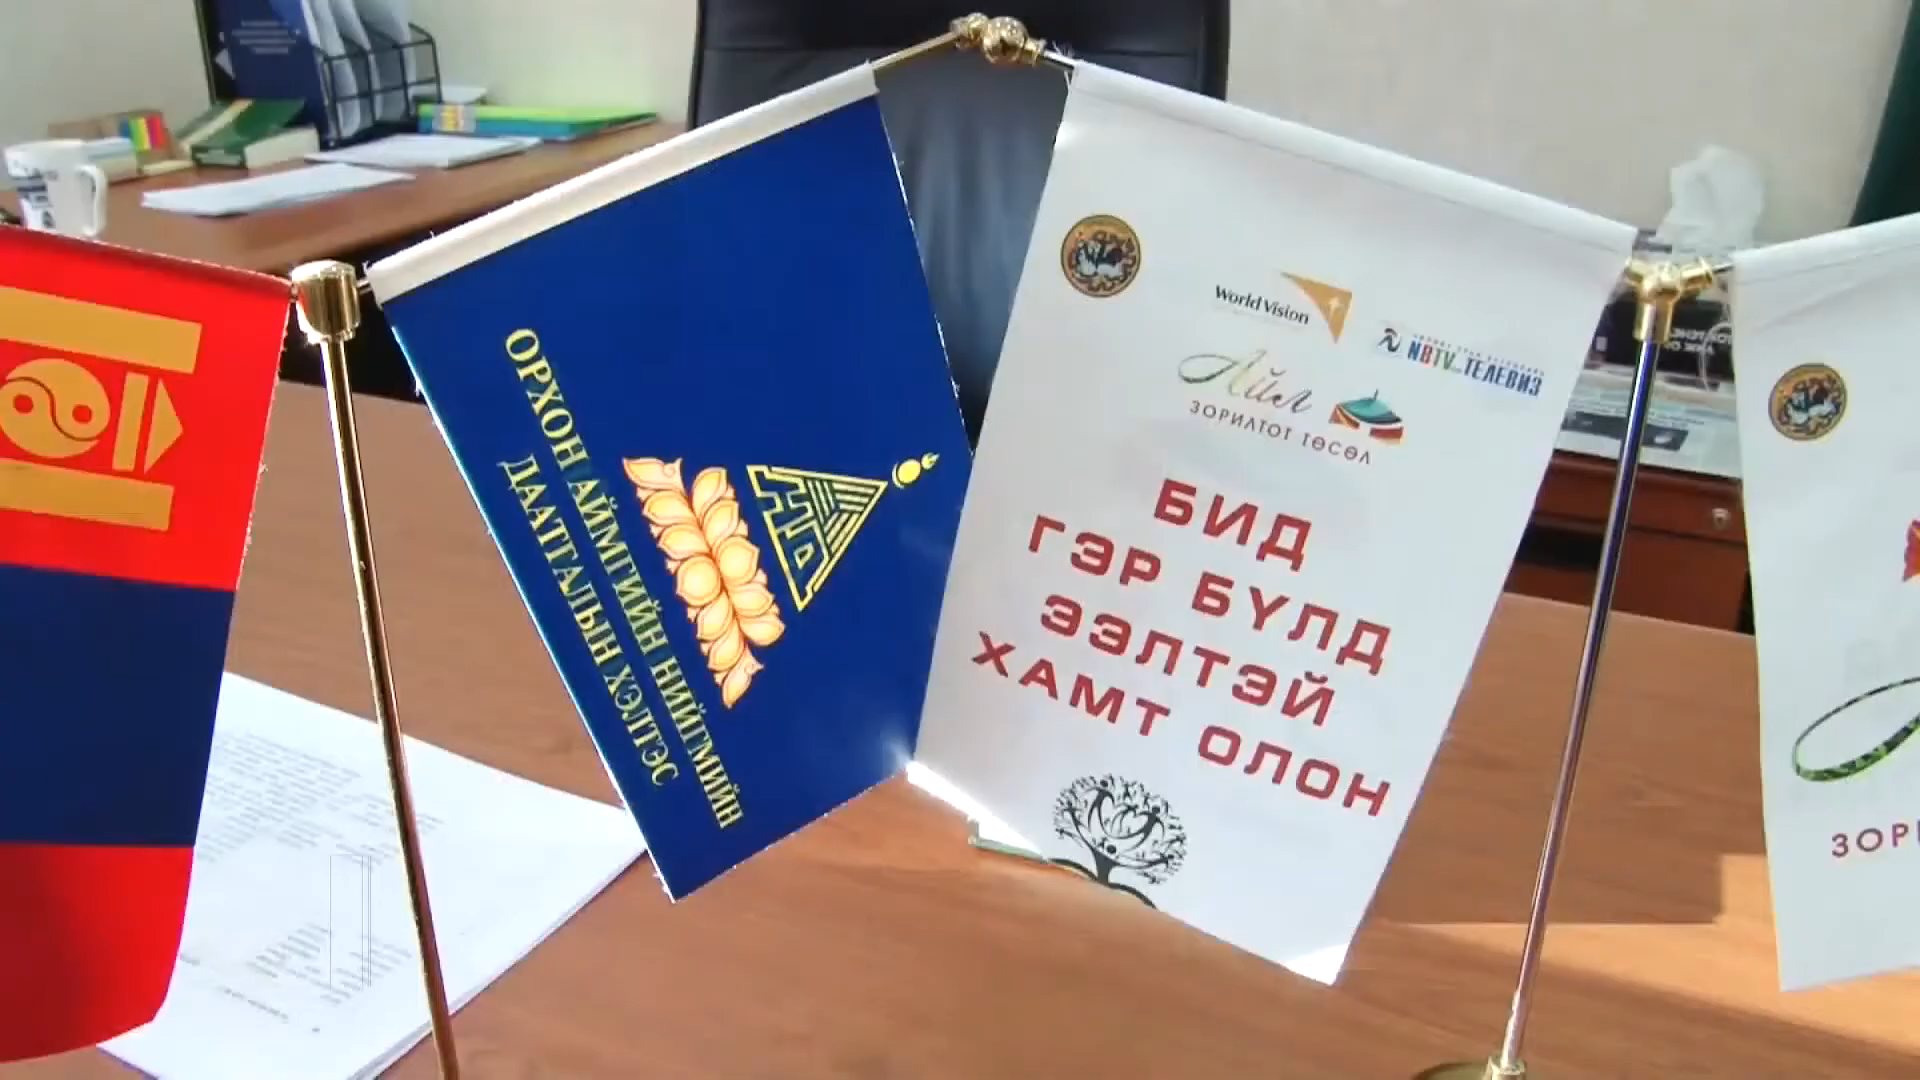 ОРХОН АЙМГИЙН НИЙГМИЙН
ДААТГАЛЫН ХЭЛТЭС
World Vision
NBTV ТЕЛЕВИЗ
Айл
ЗОРИЛТОТ ТӨСӨЛ
БИД
ГЭР БҮЛД
ЭЭЛТЭЙ
ХАМТ ОЛОН
ЗОР